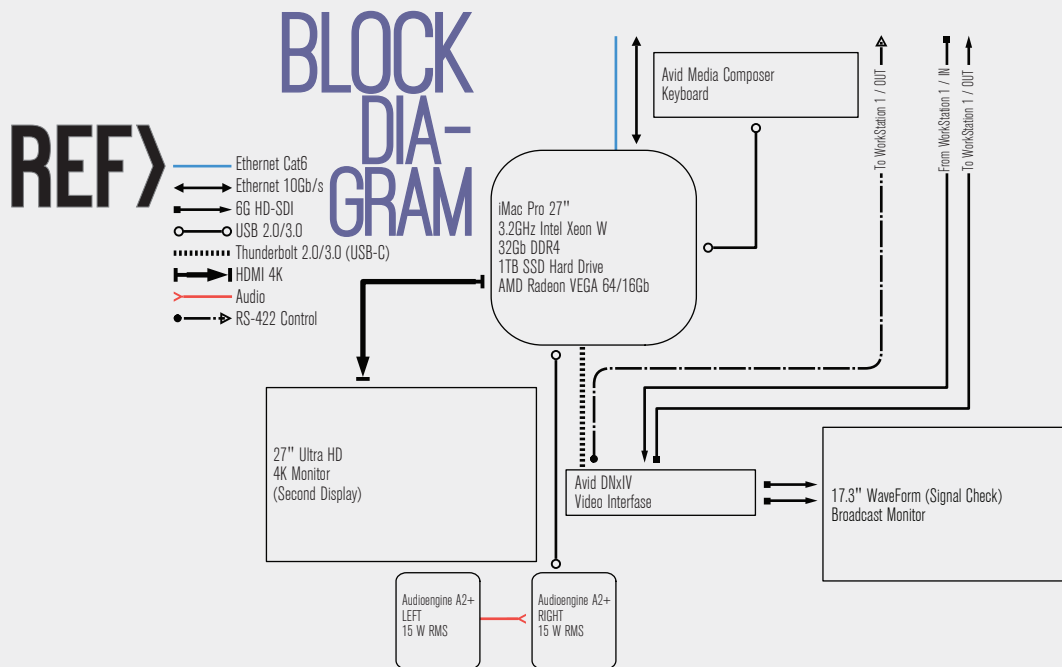 BLOCK
DIA-
GRAM
REF>
Ethernet Cat6
Ethernet 10Gb/s
6G HD-SDI
USB 2.0/3.0
Thunderbolt 2.0/3.0 (USB-C)
HDMI 4K
Audio
RS-422 Control
Avid Media Composer
Keyboard
To WorkStation 1 / OUT
From WorkStation 1 / IN
To WorkStation 1 / OUT
iMac Pro 27"
3.2GHz Intel Xeon W
32Gb DDR4
1TB SSD Hard Drive
AMD Radeon VEGA 64/16Gb
27" Ultra HD
4K Monitor
(Second Display)
Avid DNxIV
Video Interfase
17.3" WaveForm (Signal Check)
Broadcast Monitor
Audioengine A2+
LEFT
15 W RMS
Audioengine A2+
RIGHT
15 W RMS